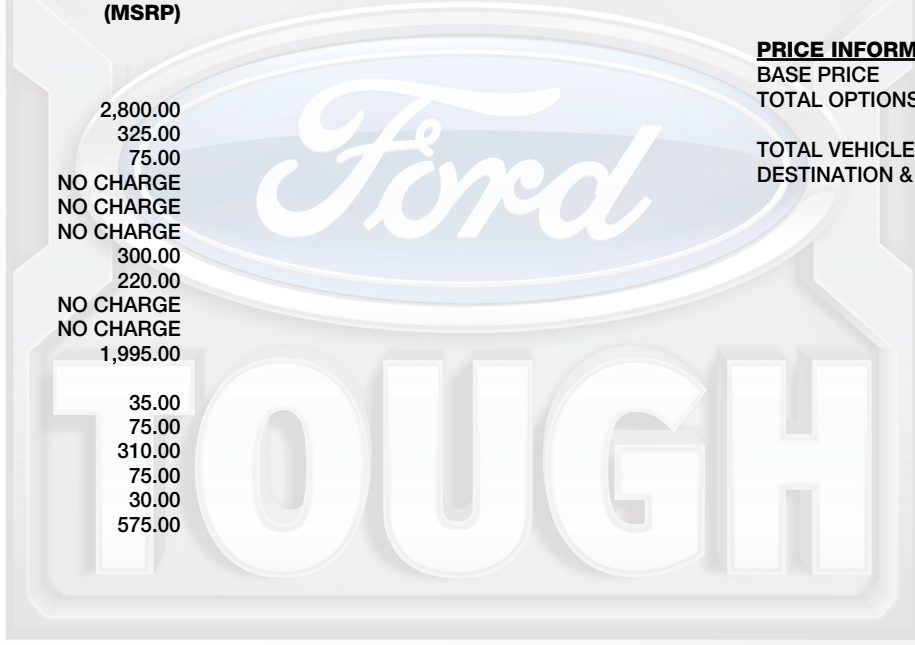 (MSRP)
2,800.00
325.00
75.00
NO CHARGE
NO CHARGE
NO CHARGE
300.00
220.00
NO CHARGE
NO CHARGE
1,995.00
35.00
75.00
310.00
75.00
30.00
575.00
PRICE INFORM
BASE PRICE
TOTAL OPTIONS
TOTAL VEHICLE
DESTINATION &
Ford
TOUGH